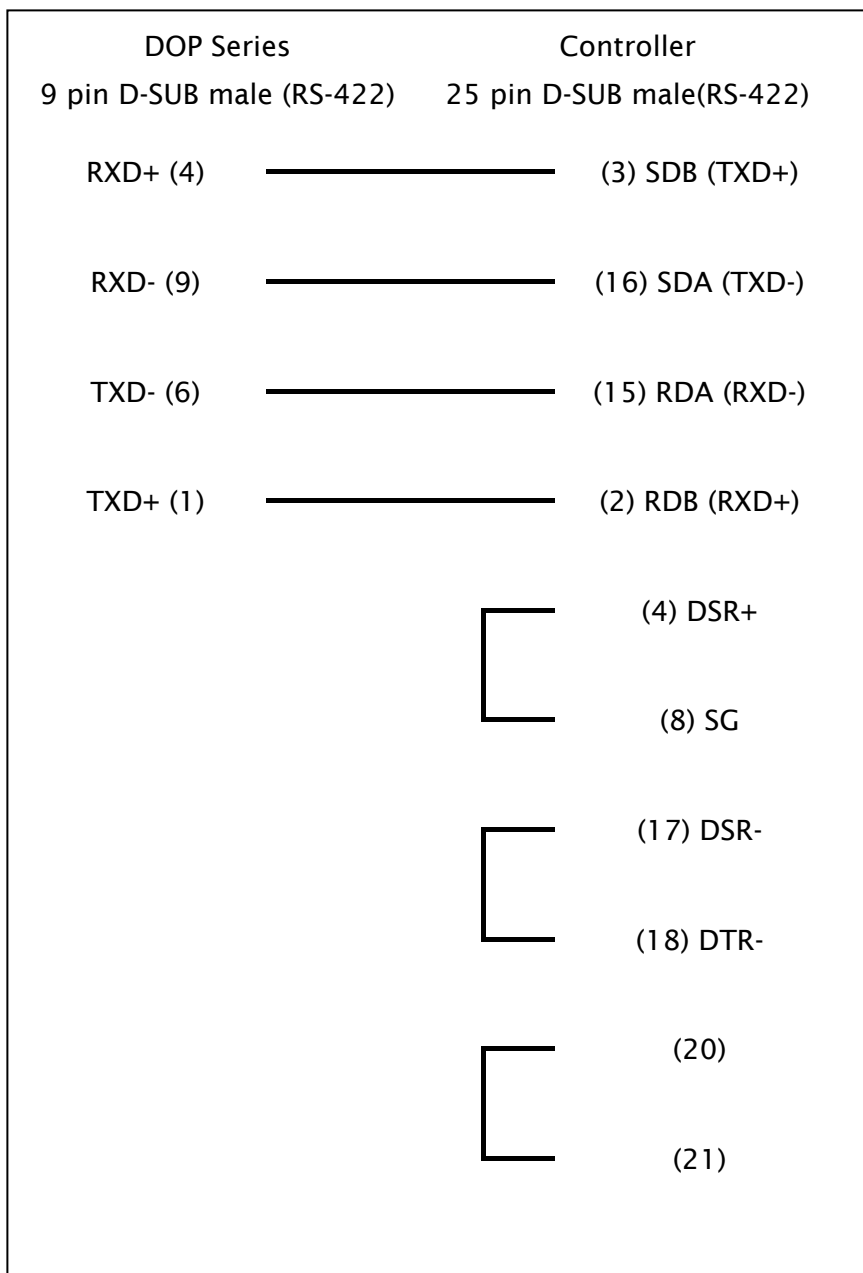 DOP Series Controller
9 pin D-SUB male (RS-422) 25 pin D-SUB male(RS-422)
RXD+ (4) (3) SDB (TXD+)
RXD- (9) (16) SDA (TXD-)
TXD- (6) (15) RDA (RXD-)
TXD+ (1) (2) RDB (RXD+)
(4) DSR+
(8) SG
(17) DSR-
(18) DTR-
(20)
(21)